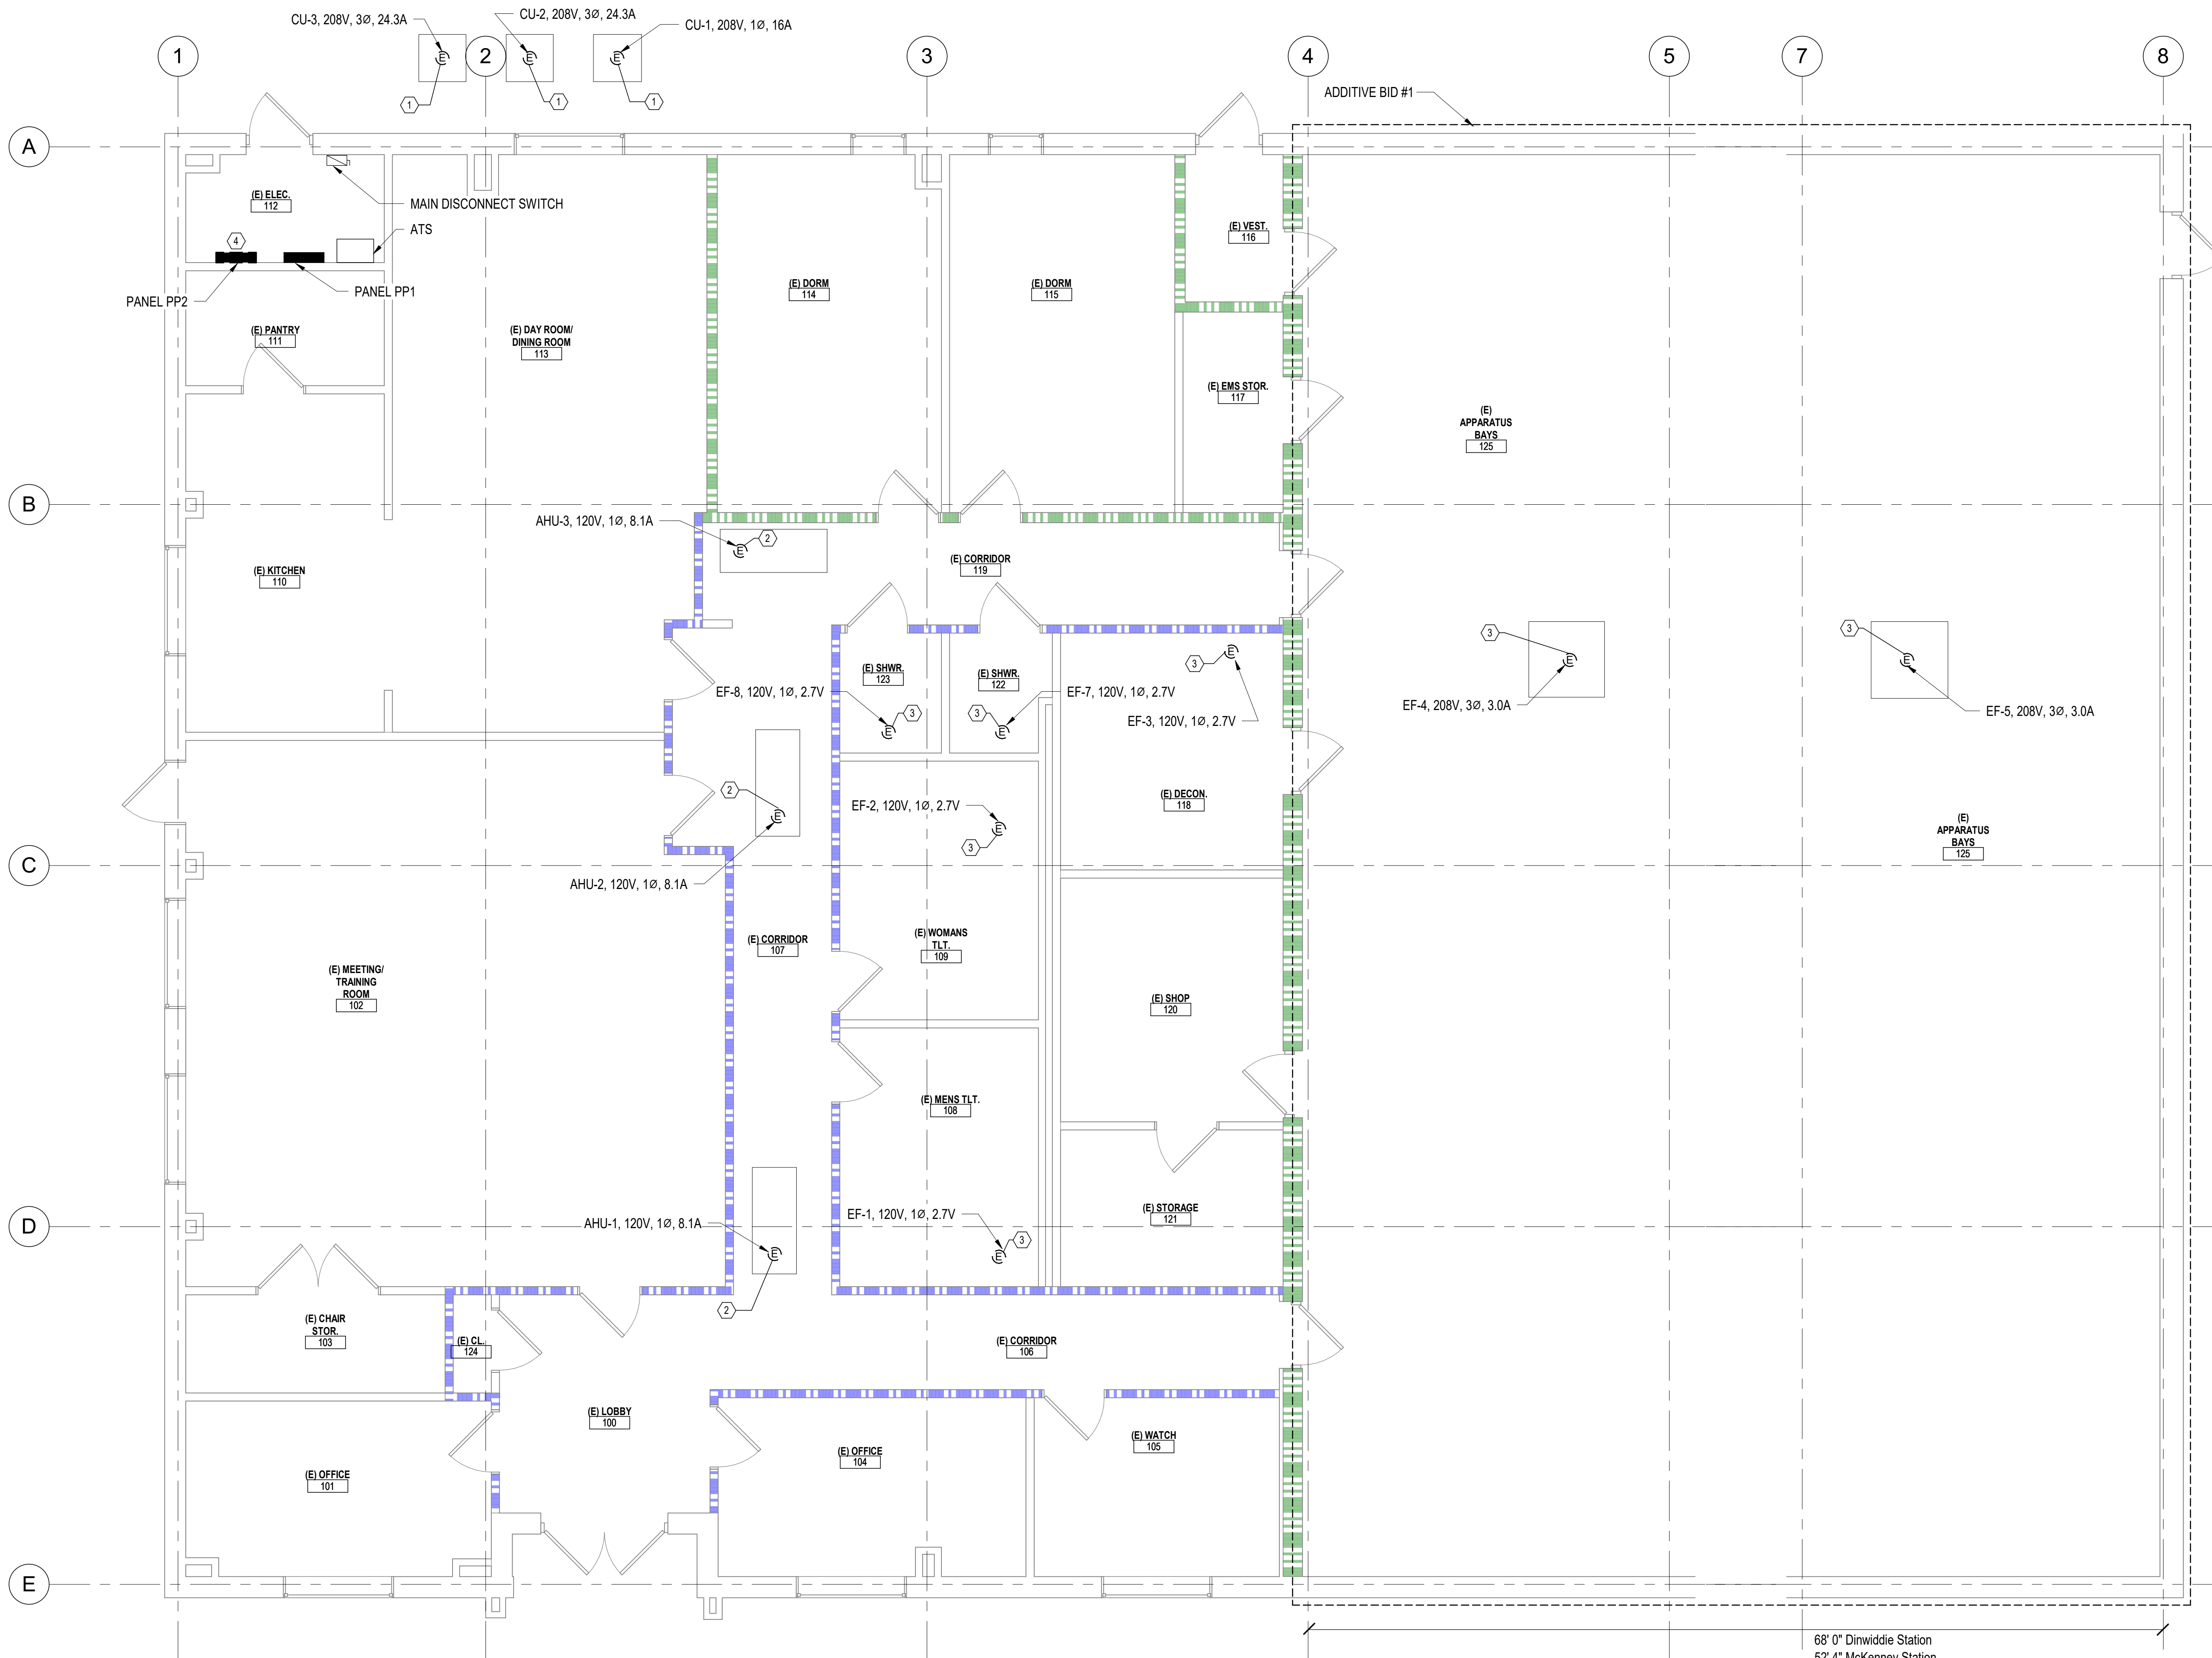 CU-3, 208V, 3Ø, 24.3A
CU-2, 208V, 3Ø, 24.3A
CU-1, 208V, 1Ø, 16A
1
2
3
4
5
7
8
E
E
E
1
1
1
ADDITIVE BID #1
A
(E) ELEC.
112
MAIN DISCONNECT SWITCH
ATS
4
PANEL PP2
PANEL PP1
(E) PANTRY
111
(E) DAY ROOM/
DINING ROOM
113
(E) DORM
114
(E) DORM
115
(E) VEST.
116
(E) EMS STOR.
117
(E)
APPARATUS
BAYS
125
B
AHU-3, 120V, 1Ø, 8.1A
E
2
(E) CORRIDOR
119
(E) KITCHEN
110
(E) SHWR.
123
(E) SHWR.
122
3
E
EF-8, 120V, 1Ø, 2.7V
3
E
3
E
EF-7, 120V, 1Ø, 2.7V
EF-3, 120V, 1Ø, 2.7V
3
E
EF-4, 208V, 3Ø, 3.0A
3
E
EF-5, 208V, 3Ø, 3.0A
2
E
EF-2, 120V, 1Ø, 2.7V
E
3
(E) DECON.
118
(E)
APPARATUS
BAYS
125
C
AHU-2, 120V, 1Ø, 8.1A
(E) CORRIDOR
107
(E) WOMANS
TLT.
109
(E) MEETING/
TRAINING
ROOM
102
(E) SHOP
120
(E) MENS TLT.
108
D
AHU-1, 120V, 1Ø, 8.1A
E
2
EF-1, 120V, 1Ø, 2.7V
E
3
(E) STORAGE
121
(E) CHAIR
STOR.
103
(E) CL.
124
(E) CORRIDOR
106
(E) LOBBY
100
(E) OFFICE
101
(E) OFFICE
104
(E) WATCH
105
E
68' 0" Dinwiddie Station
52' 4" McKenney Station